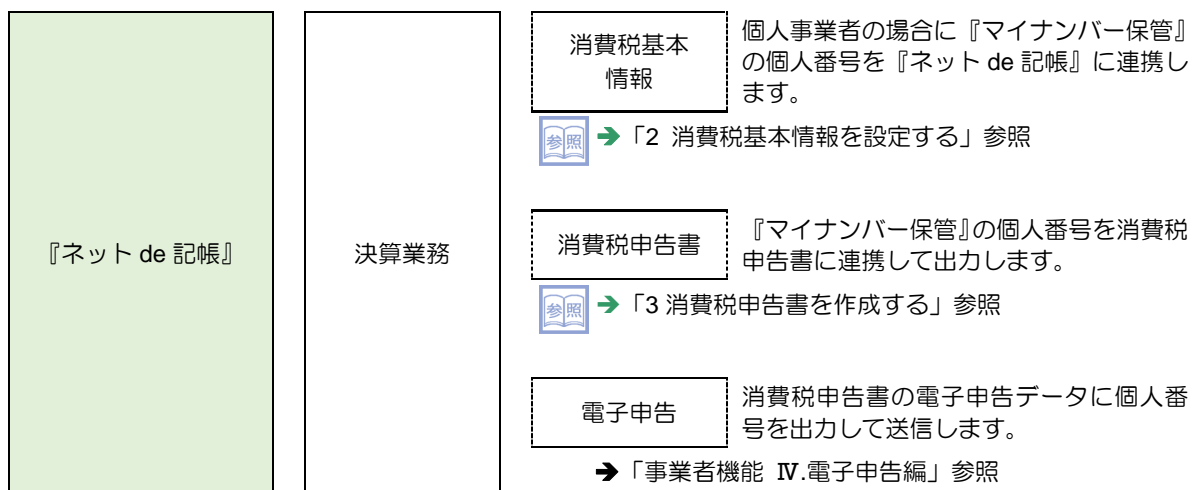 『ネット de 記帳』
決算業務
消費税基本
情報
個人事業者の場合に『マイナンバー保管』
の個人番号を『ネット de 記帳』に連携し
ます。
参照 ➔「2 消費税基本情報を設定する」参照
消費税申告書
『マイナンバー保管』の個人番号を消費税
申告書に連携して出力します。
参照 ➔「3 消費税申告書を作成する」参照
電子申告
消費税申告書の電子申告データに個人番
号を出力して送信します。
➔「事業者機能 Ⅳ.電子申告編」参照